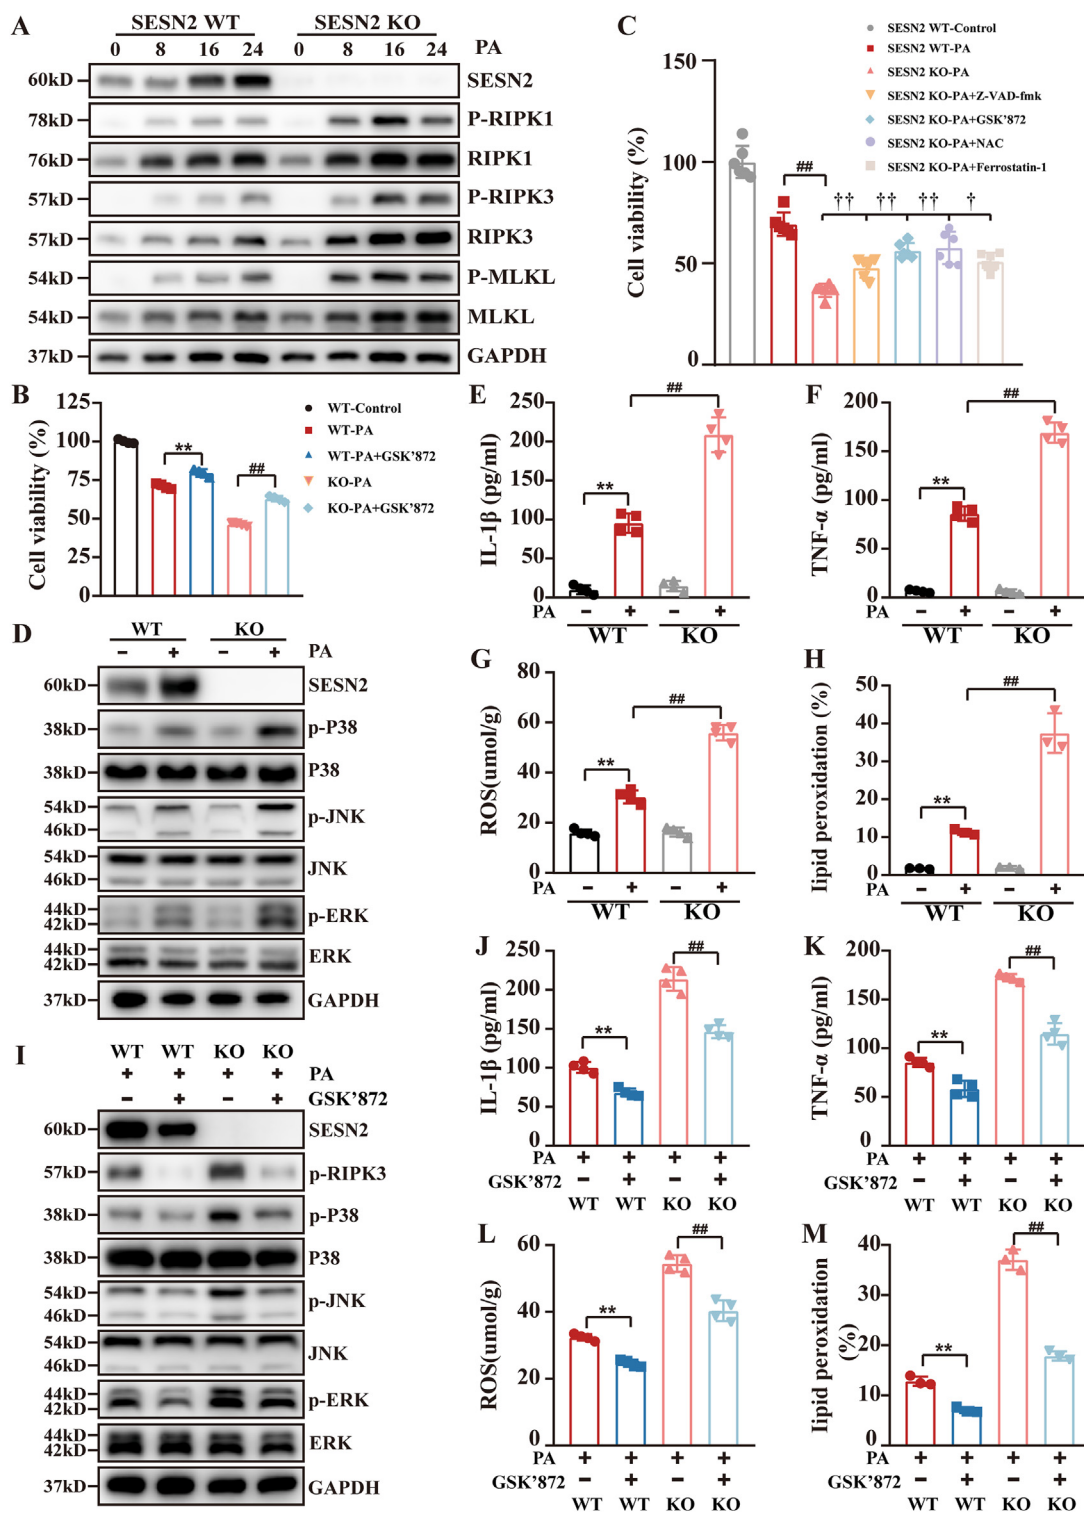 A
SESN2 WT SESN2 KO
0 8 16 24 0 8 16 24 PA
60kD SESN2
78kD P-RIPK1
76kD RIPK1
57kD P-RIPK3
57kD RIPK3
54kD P-MLKL
54kD MLKL
37kD GAPDH
C
SESN2 WT-Control
SESN2 WT-PA
SESN2 KO-PA
SESN2 KO-PA+Z-VAD-fmk
SESN2 KO-PA+GSK'872
SESN2 KO-PA+NAC
SESN2 KO-PA+Ferrostatin-1
Cell viability (%)
150
100
50
0
## †† †† †† †
B
Cell viability (%)
125
100
75
50
25
0
** ##
WT-Control
WT-PA
WT-PA+GSK'872
KO-PA
KO-PA+GSK'872
E
IL-1β (pg/ml)
250
200
150
100
50
0
** ##
PA − + − +
WT KO
F
TNF-α (pg/ml)
200
150
100
50
0
** ##
PA − + − +
WT KO
D
WT KO
− + − + PA
60kD SESN2
38kD p-P38
38kD P38
54kD p-JNK
46kD
54kD JNK
46kD
44kD p-ERK
42kD
44kD ERK
42kD
37kD GAPDH
G
ROS(umol/g)
80
60
40
20
0
** ##
PA − + − +
WT KO
H
lipid peroxidation (%)
50
40
30
20
10
0
** ##
PA − + − +
WT KO
I
WT WT KO KO
+ + + + PA
− + − + GSK'872
60kD SESN2
57kD p-RIPK3
38kD p-P38
38kD P38
54kD p-JNK
46kD
54kD JNK
46kD
44kD p-ERK
42kD
44kD ERK
42kD
37kD GAPDH
J
IL-1β (pg/ml)
250
200
150
100
50
0
** ##
PA + + + +
GSK'872 − + − +
WT WT KO KO
K
TNF-α (pg/ml)
200
150
100
50
0
** ##
PA + + + +
GSK'872 − + − +
WT WT KO KO
L
ROS(umol/g)
60
40
20
0
** ##
PA + + + +
GSK'872 − + − +
WT WT KO KO
M
lipid peroxidation
(%)
40
30
20
10
0
** ##
PA + + + +
GSK'872 − + − +
WT WT KO KO